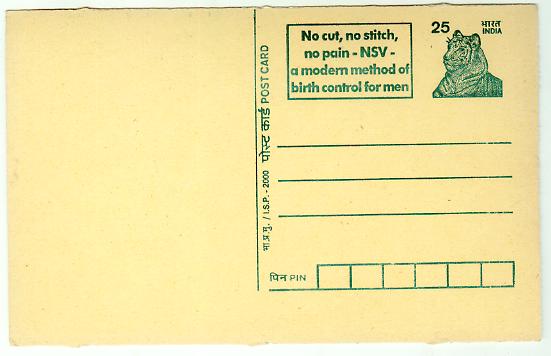 No cut, no stitch,
no pain - NSV -
a modern method of
birth control for men
25 भारत
INDIA
भा.प्र.मु. / I.S.P. - 2000 पोस्ट कार्ड POST CARD
पिन PIN